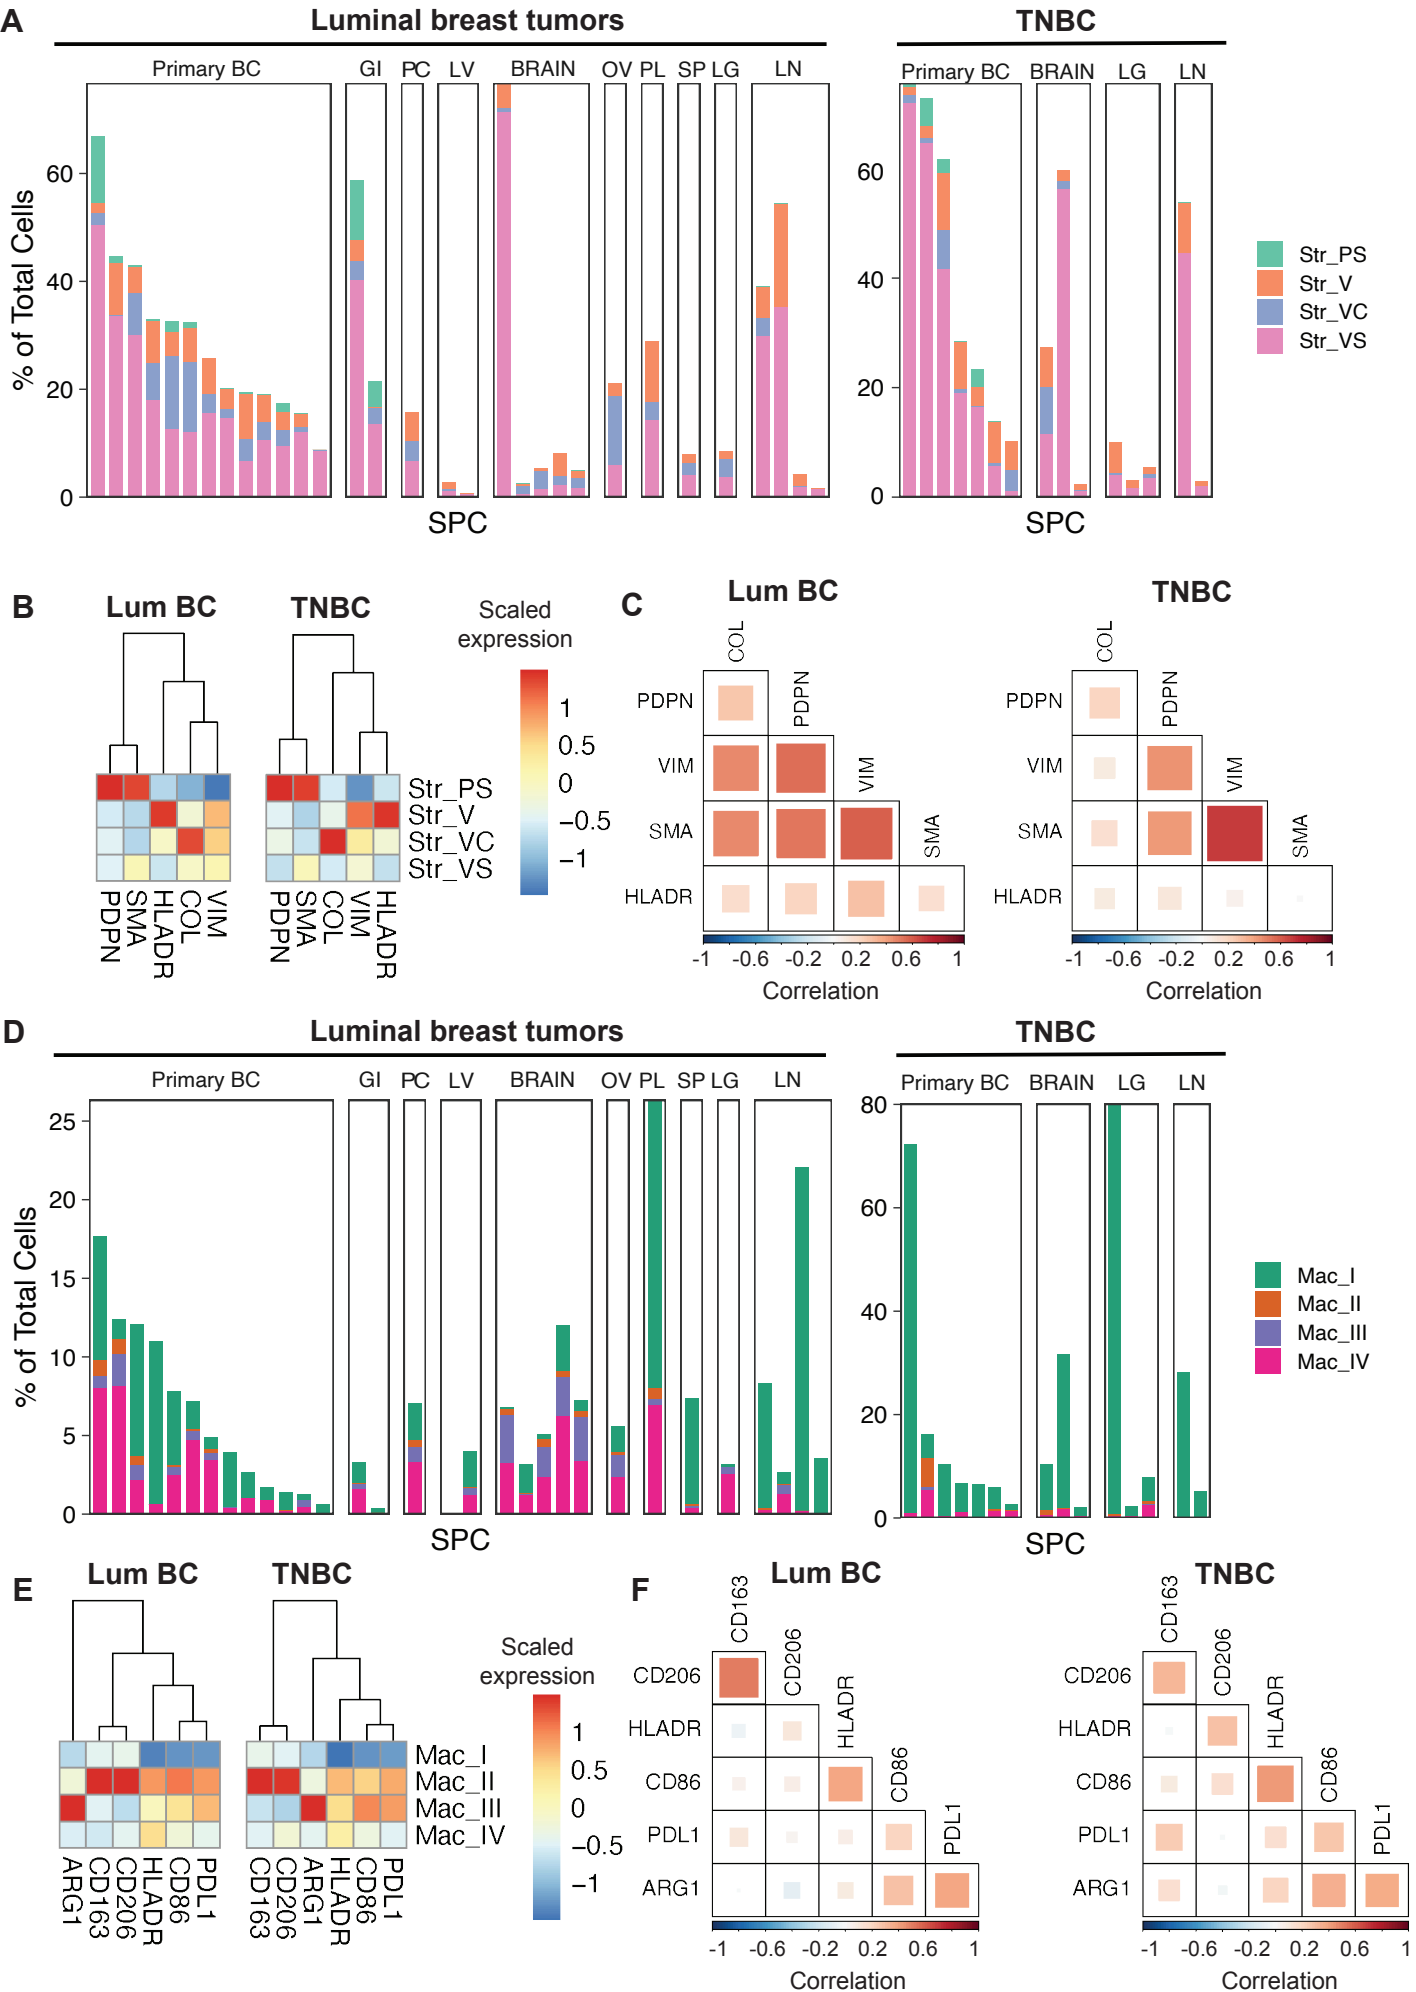 A
Luminal breast tumors
TNBC
Primary BC GI PC LV BRAIN OV PL SP LG LN
Primary BC BRAIN LG LN
% of Total Cells
60
40
20
0
60
40
20
0
SPC
SPC
Str_PS
Str_V
Str_VC
Str_VS
B
Lum BC
TNBC
Scaled
expression
1
0.5
0
−0.5
−1
Str_PS
Str_V
Str_VC
Str_VS
PDPN SMA HLADR COL VIM
PDPN SMA COL VIM HLADR
C
Lum BC
TNBC
COL
PDPN
VIM
SMA
PDPN
VIM
SMA
HLADR
-1 -0.6 -0.2 0.2 0.6 1
Correlation
COL
PDPN
VIM
SMA
PDPN
VIM
SMA
HLADR
-1 -0.6 -0.2 0.2 0.6 1
Correlation
D
Luminal breast tumors
TNBC
Primary BC GI PC LV BRAIN OV PL SP LG LN
Primary BC BRAIN LG LN
% of Total Cells
25
20
15
10
5
0
80
60
40
20
0
SPC
SPC
Mac_I
Mac_II
Mac_III
Mac_IV
E
Lum BC
TNBC
Scaled
expression
1
0.5
0
−0.5
−1
Mac_I
Mac_II
Mac_III
Mac_IV
ARG1 CD163 CD206 HLADR CD86 PDL1
CD163 CD206 ARG1 HLADR CD86 PDL1
F
Lum BC
TNBC
CD163
CD206
HLADR
CD86
PDL1
CD206
HLADR
CD86
PDL1
ARG1
-1 -0.6 -0.2 0.2 0.6 1
Correlation
CD163
CD206
HLADR
CD86
PDL1
CD206
HLADR
CD86
PDL1
ARG1
-1 -0.6 -0.2 0.2 0.6 1
Correlation